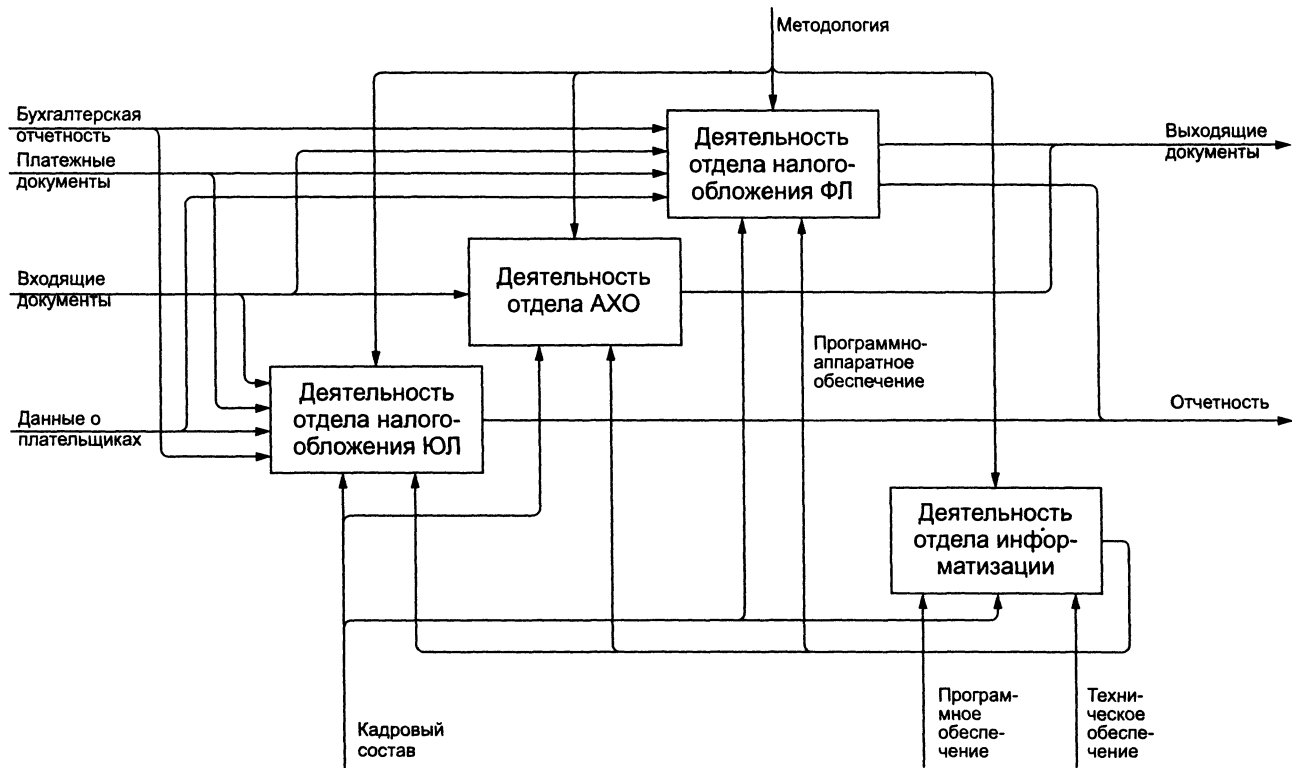 Методология
Бухгалтерская
отчетность
Платежные
документы
Деятельность
отдела налого-
обложения ФЛ
Выходящие
документы
Входящие
документы
Деятельность
отдела АХО
Программно-
аппаратное
обеспечение
Данные о
плательщиках
Деятельность
отдела налого-
обложения ЮЛ
Отчетность
Деятельность
отдела инфор-
матизации
Кадровый
состав
Програм-
мное
обеспе-
чение
Техни-
ческое
обеспе-
чение